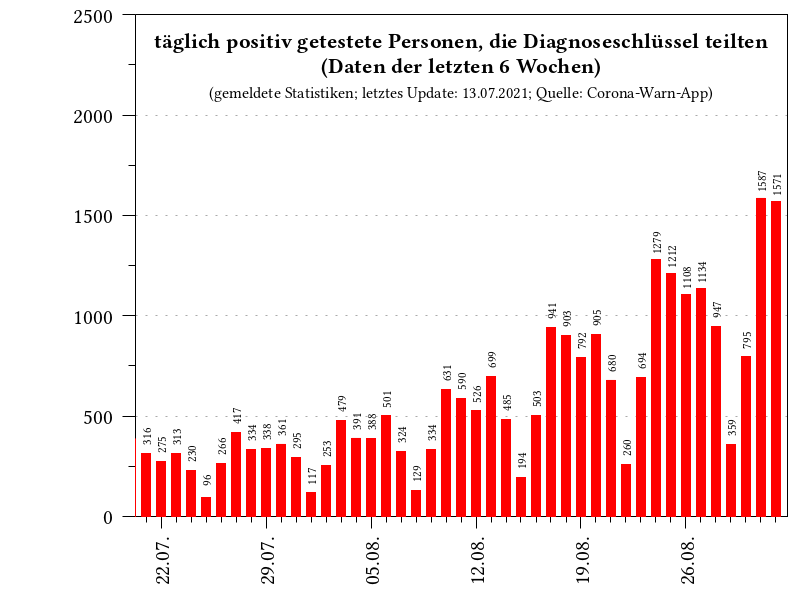 täglich positiv getestete Personen, die Diagnoseschlüssel teilten
(Daten der letzten 6 Wochen)
(gemeldete Statistiken; letztes Update: 13.07.2021; Quelle: Corona-Warn-App)
2500
2000
1500
1000
500
0
316 275 313 230 96 266 417 334 338 361 295 117 253 479 391 388 501 324 129 334 631 590 526 699 485 194 503 941 903 792 905 680 260 694 1279 1212 1108 1134 947 359 795 1587 1571
22.07. 29.07. 05.08. 12.08. 19.08. 26.08.